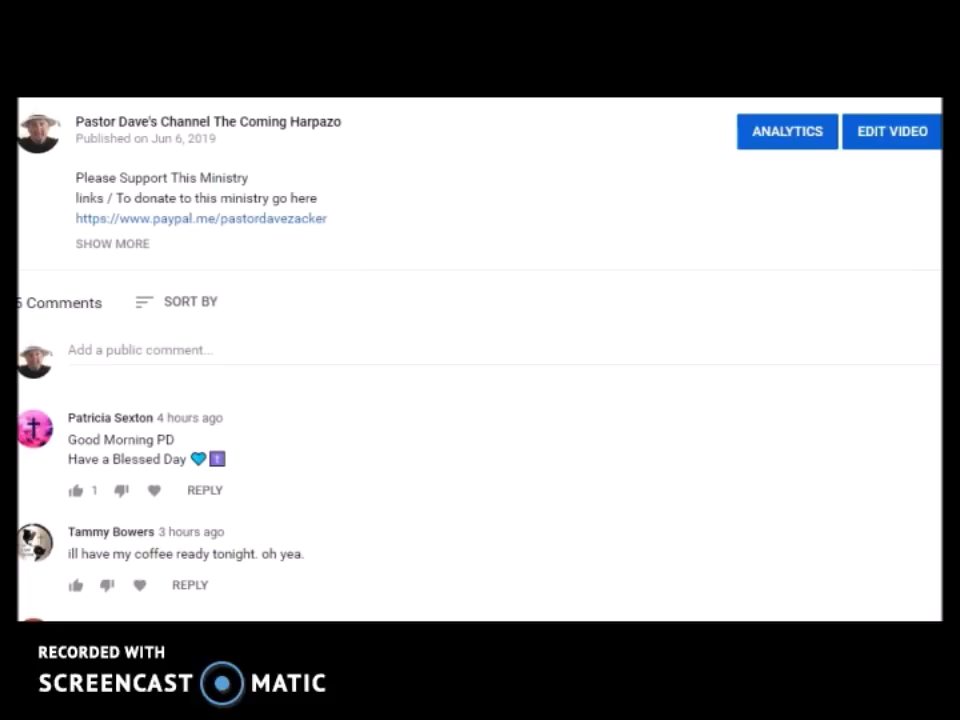 Pastor Dave's Channel The Coming Harpazo
Published on Jun 6, 2019
ANALYTICS
EDIT VIDEO
Please Support This Ministry
links / To donate to this ministry go here
https://www.paypal.me/pastordavezacker
SHOW MORE
5 Comments
SORT BY
Add a public comment...
Patricia Sexton 4 hours ago
Good Morning PD
Have a Blessed Day 💙✝️
1
REPLY
Tammy Bowers 3 hours ago
ill have my coffee ready tonight. oh yea.
REPLY
RECORDED WITH
SCREENCAST MATIC